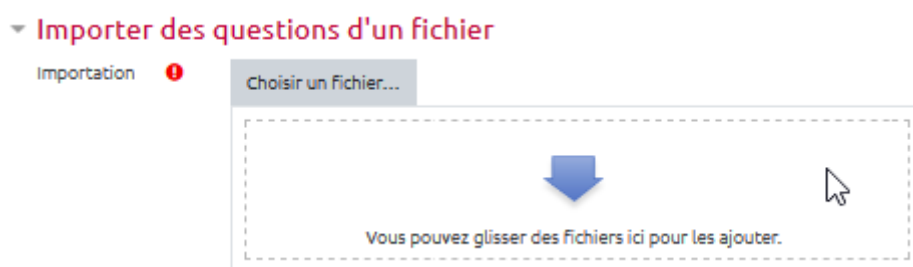 Importer des questions d'un fichier
Importation
Choisir un fichier...
Vous pouvez glisser des fichiers ici pour les ajouter.